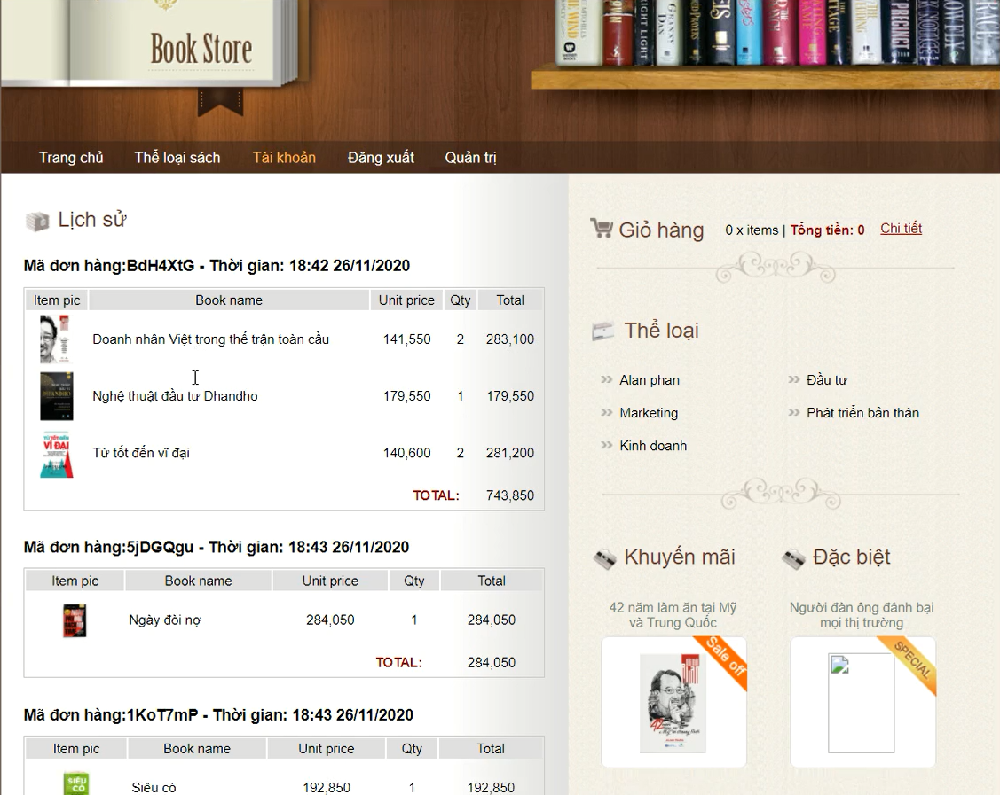 Book Store
Trang chủ Thể loại sách Tài khoản Đăng xuất Quản trị
Lịch sử
Mã đơn hàng:BdH4XtG - Thời gian: 18:42 26/11/2020
Item pic Book name Unit price Qty Total
Doanh nhân Việt trong thế trận toàn cầu 141,550 2 283,100
Nghệ thuật đầu tư Dhandho 179,550 1 179,550
Từ tốt đến vĩ đại 140,600 2 281,200
TOTAL: 743,850
Mã đơn hàng:5jDGQgu - Thời gian: 18:43 26/11/2020
Item pic Book name Unit price Qty Total
Ngày đòi nợ 284,050 1 284,050
TOTAL: 284,050
Mã đơn hàng:1KoT7mP - Thời gian: 18:43 26/11/2020
Item pic Book name Unit price Qty Total
SIÊU
CÒ
Siêu cò 192,850 1 192,850
Giỏ hàng 0 x items | Tổng tiền: 0 Chi tiết
Thể loại
Alan phan Đầu tư
Marketing Phát triển bản thân
Kinh doanh
Khuyến mãi Đặc biệt
42 năm làm ăn tại Mỹ
và Trung Quốc
Người đàn ông đánh bại
mọi thị trường
Sale off
SPECIAL